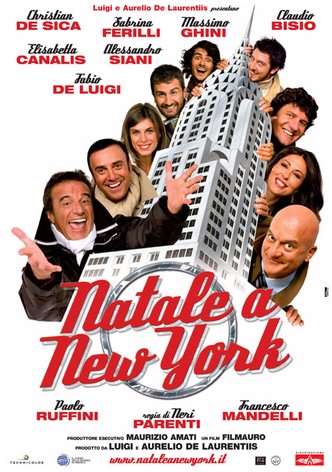 Luigi e Aurelio De Laurentiis presentano
Christian
DE SICA
Sabrina
FERILLI
Massimo
GHINI
Claudio
BISIO
Elisabetta
CANALIS
Alessandro
SIANI
Fabio
DE LUIGI
Natale a
New York
Paolo
RUFFINI
regia di Neri
PARENTI
Francesco
MANDELLI
PRODUTTORE ESECUTIVO MAURIZIO AMATI UN FILM FILMAURO
PRODOTTO DA LUIGI E AURELIO DE LAURENTIIS
www.nataleanewyork.it
TECHNICOLOR